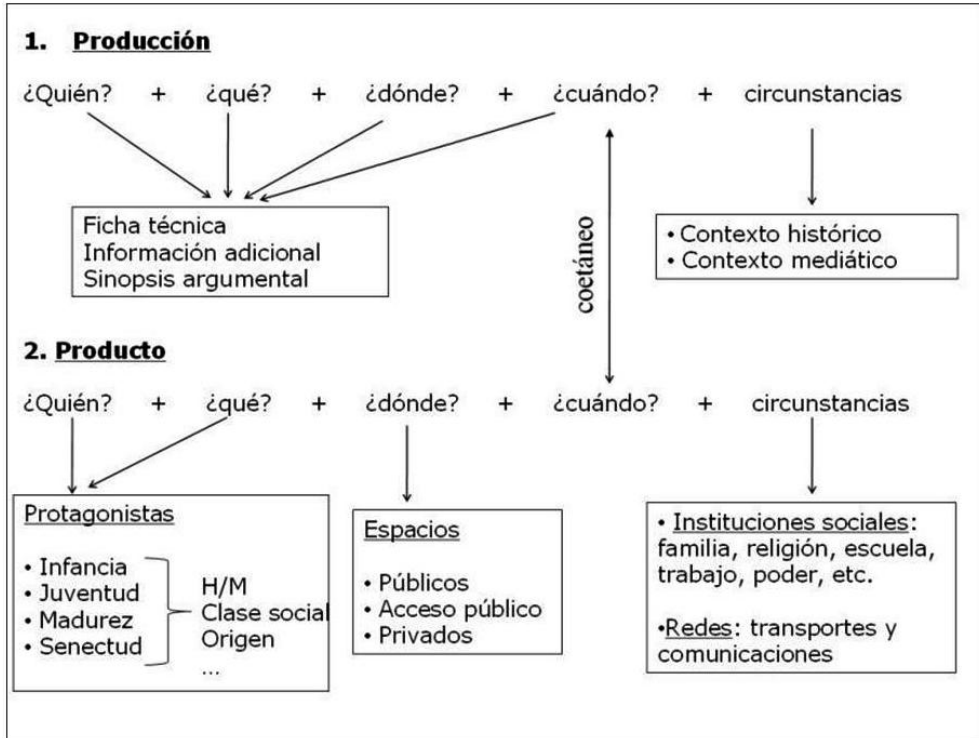 1. Producción
¿Quién? + ¿qué? + ¿dónde? + ¿cuándo? + circunstancias
Ficha técnica
Información adicional
Sinopsis argumental
coetáneo
• Contexto histórico
• Contexto mediático
2. Producto
¿Quién? + ¿qué? + ¿dónde? + ¿cuándo? + circunstancias
Protagonistas
• Infancia
• Juventud
• Madurez
• Senectud
H/M
Clase social
Origen
...
Espacios
• Públicos
• Acceso público
• Privados
• Instituciones sociales:
familia, religión, escuela,
trabajo, poder, etc.
•Redes: transportes y
comunicaciones